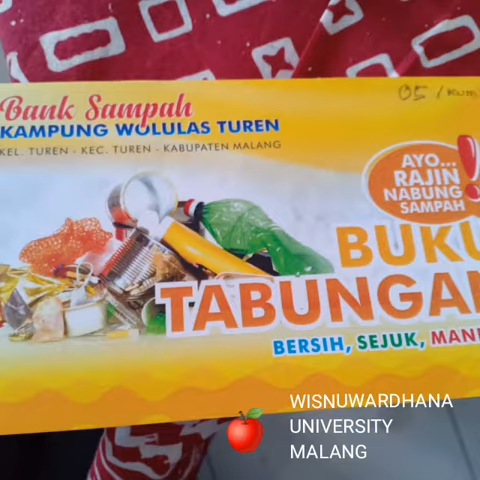 Bank Sampah
KAMPUNG WOLULAS TUREN
KEL. TUREN - KEC. TUREN - KABUPATEN MALANG
05 / Kum
AYO...
RAJIN
NABUNG
SAMPAH
!
BUKU
TABUNGAN
BERSIH, SEJUK,
WISNUWARDHANA
UNIVERSITY
MALANG